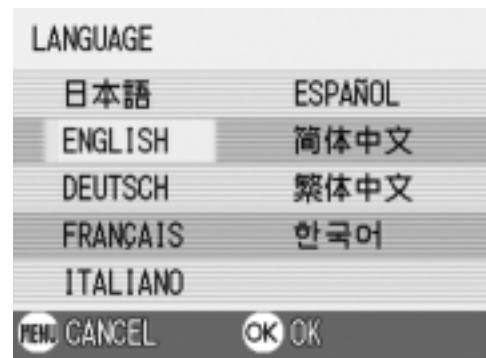 LANGUAGE
日本語 ESPAÑOL
ENGLISH 简体中文
DEUTSCH 繁体中文
FRANÇAIS 한국어
ITALIANO
MENU CANCEL OK OK